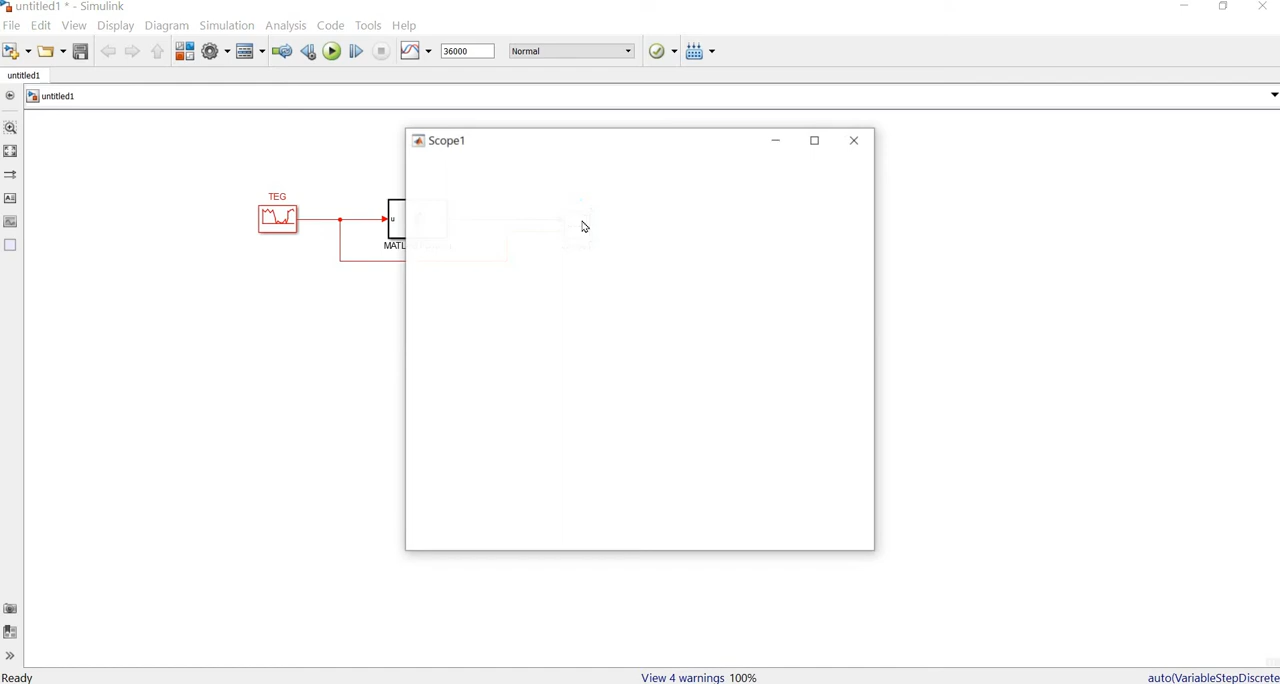 untitled1 * - Simulink
File Edit View Display Diagram Simulation Analysis Code Tools Help
36000 Normal
untitled1
untitled1
Scope1
TEG
u
MATL
Ready View 4 warnings 100% auto(VariableStepDiscrete